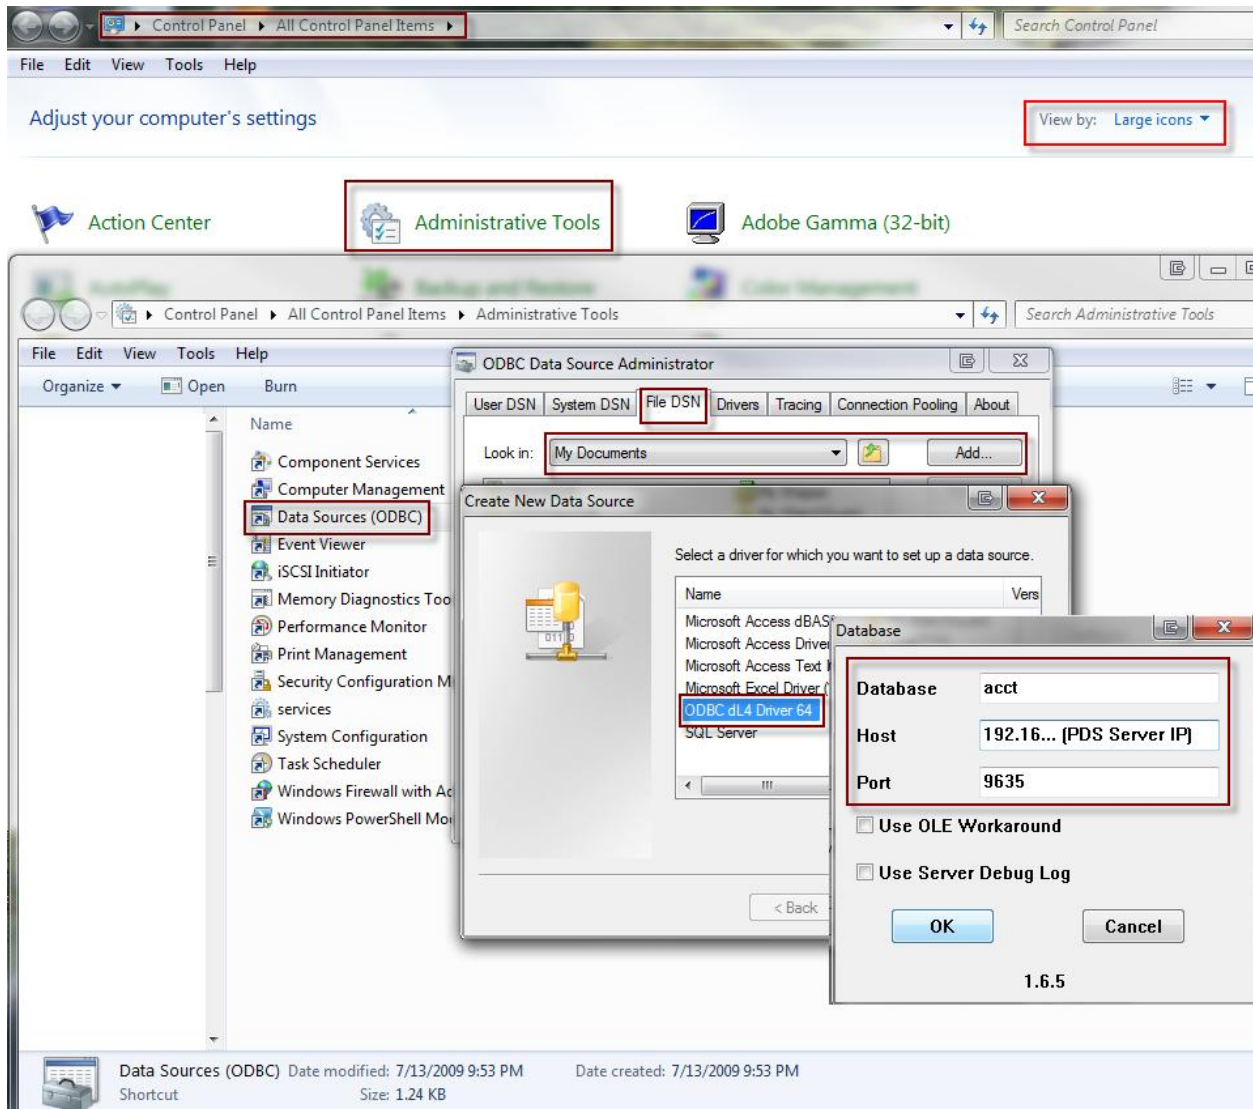 Control Panel All Control Panel Items Search Control Panel
File Edit View Tools Help
Adjust your computer's settings
View by: Large icons
Action Center Administrative Tools Adobe Gamma (32-bit)
AutoPlay Backup and Restore Color Management
Control Panel All Control Panel Items Administrative Tools Search Administrative Tools
File Edit View Tools Help
Organize Open Burn
Name
Component Services
Computer Management
Data Sources (ODBC)
Event Viewer
iSCSI Initiator
Memory Diagnostics Too
Performance Monitor
Print Management
Security Configuration M
services
System Configuration
Task Scheduler
Windows Firewall with Ac
Windows PowerShell Mo
ODBC Data Source Administrator
User DSN System DSN File DSN Drivers Tracing Connection Pooling About
Look in: My Documents Add...
Create New Data Source
Select a driver for which you want to set up a data source.
Name Vers
Microsoft Access dBAS
Microsoft Access Driver
Microsoft Access Text
Microsoft Excel Driver (
ODBC dL4 Driver 64
SQL Server
< Back
Database
Database acct
Host 192.16... (PDS Server IP)
Port 9635
Use OLE Workaround
Use Server Debug Log
OK Cancel
1.6.5
Data Sources (ODBC) Date modified: 7/13/2009 9:53 PM Date created: 7/13/2009 9:53 PM
Shortcut Size: 1.24 KB